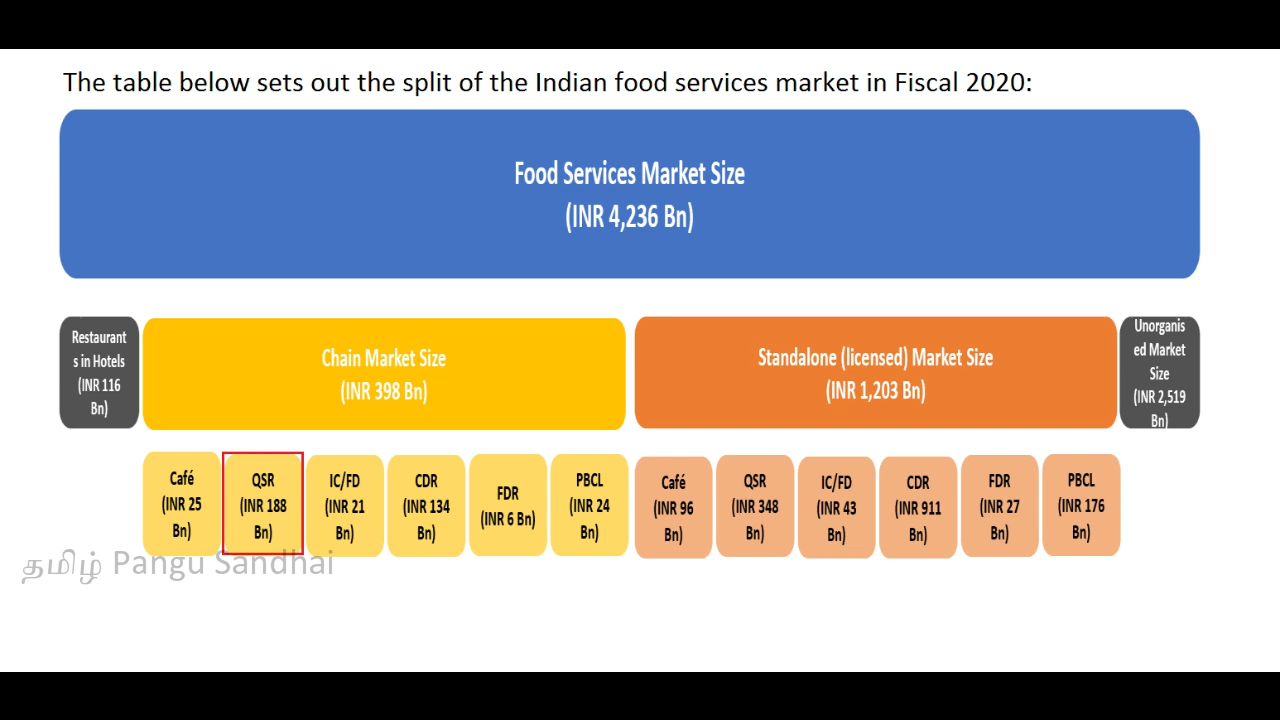 The table below sets out the split of the Indian food services market in Fiscal 2020:
Food Services Market Size
(INR 4,236 Bn)
Restaurant
s in Hotels
(INR 116
Bn)
Chain Market Size
(INR 398 Bn)
Standalone (licensed) Market Size
(INR 1,203 Bn)
Unorganis
ed Market
Size
(INR 2,519
Bn)
Café
(INR 25
Bn)
QSR
(INR 188
Bn)
IC/FD
(INR 21
Bn)
CDR
(INR 134
Bn)
FDR
(INR 6 Bn)
PBCL
(INR 24
Bn)
Café
(INR 96
Bn)
QSR
(INR 348
Bn)
IC/FD
(INR 43
Bn)
CDR
(INR 911
Bn)
FDR
(INR 27
Bn)
PBCL
(INR 176
Bn)
தமிழ் Pangu Sandhai